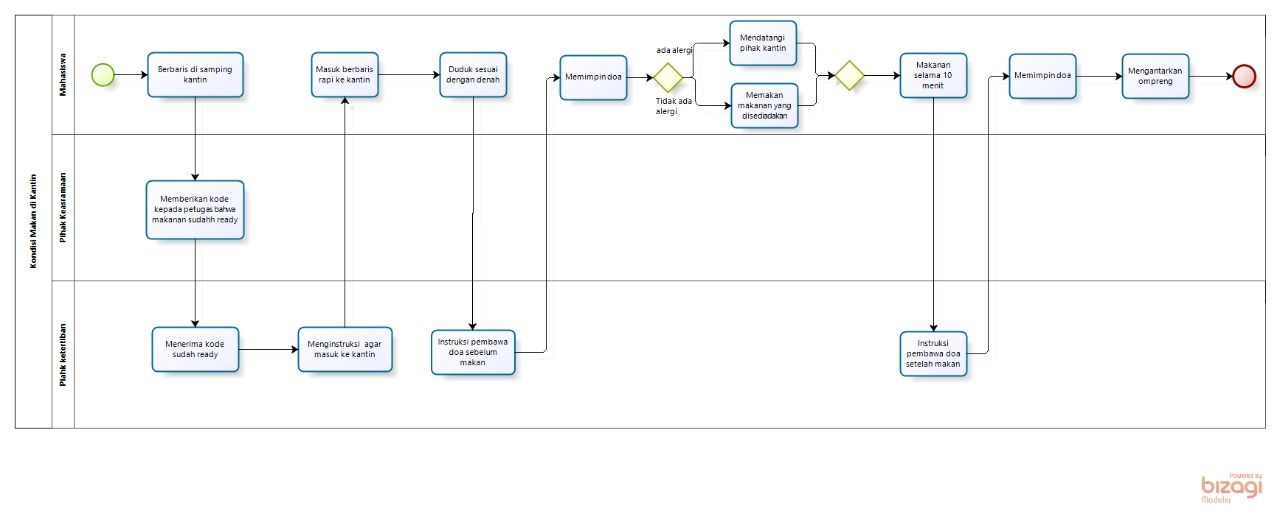 Kondisi Makan di Kantin
Mahasiswa
Berbaris di samping
kantin
Masuk berbaris
rapi ke kantin
Duduk sesuai
dengan denah
Memimpin doa
ada alergi
Tidak ada
alergi
Mendatangi
pihak kantin
Memakan
makanan yang
disediadakan
Makanan
selama 10
menit
Memimpin doa
Mengantarkan
ompreng
Pihak Keasramaan
Memberikan kode
kepada petugas bahwa
makanan sudahh ready
Piahk ketertiban
Menerima kode
sudah ready
Menginstruksi agar
masuk ke kantin
Instruksi pembawa
doa sebelum
makan
Instruksi
pembawa doa
setelah makan
Powered by
bizagi
Modeler